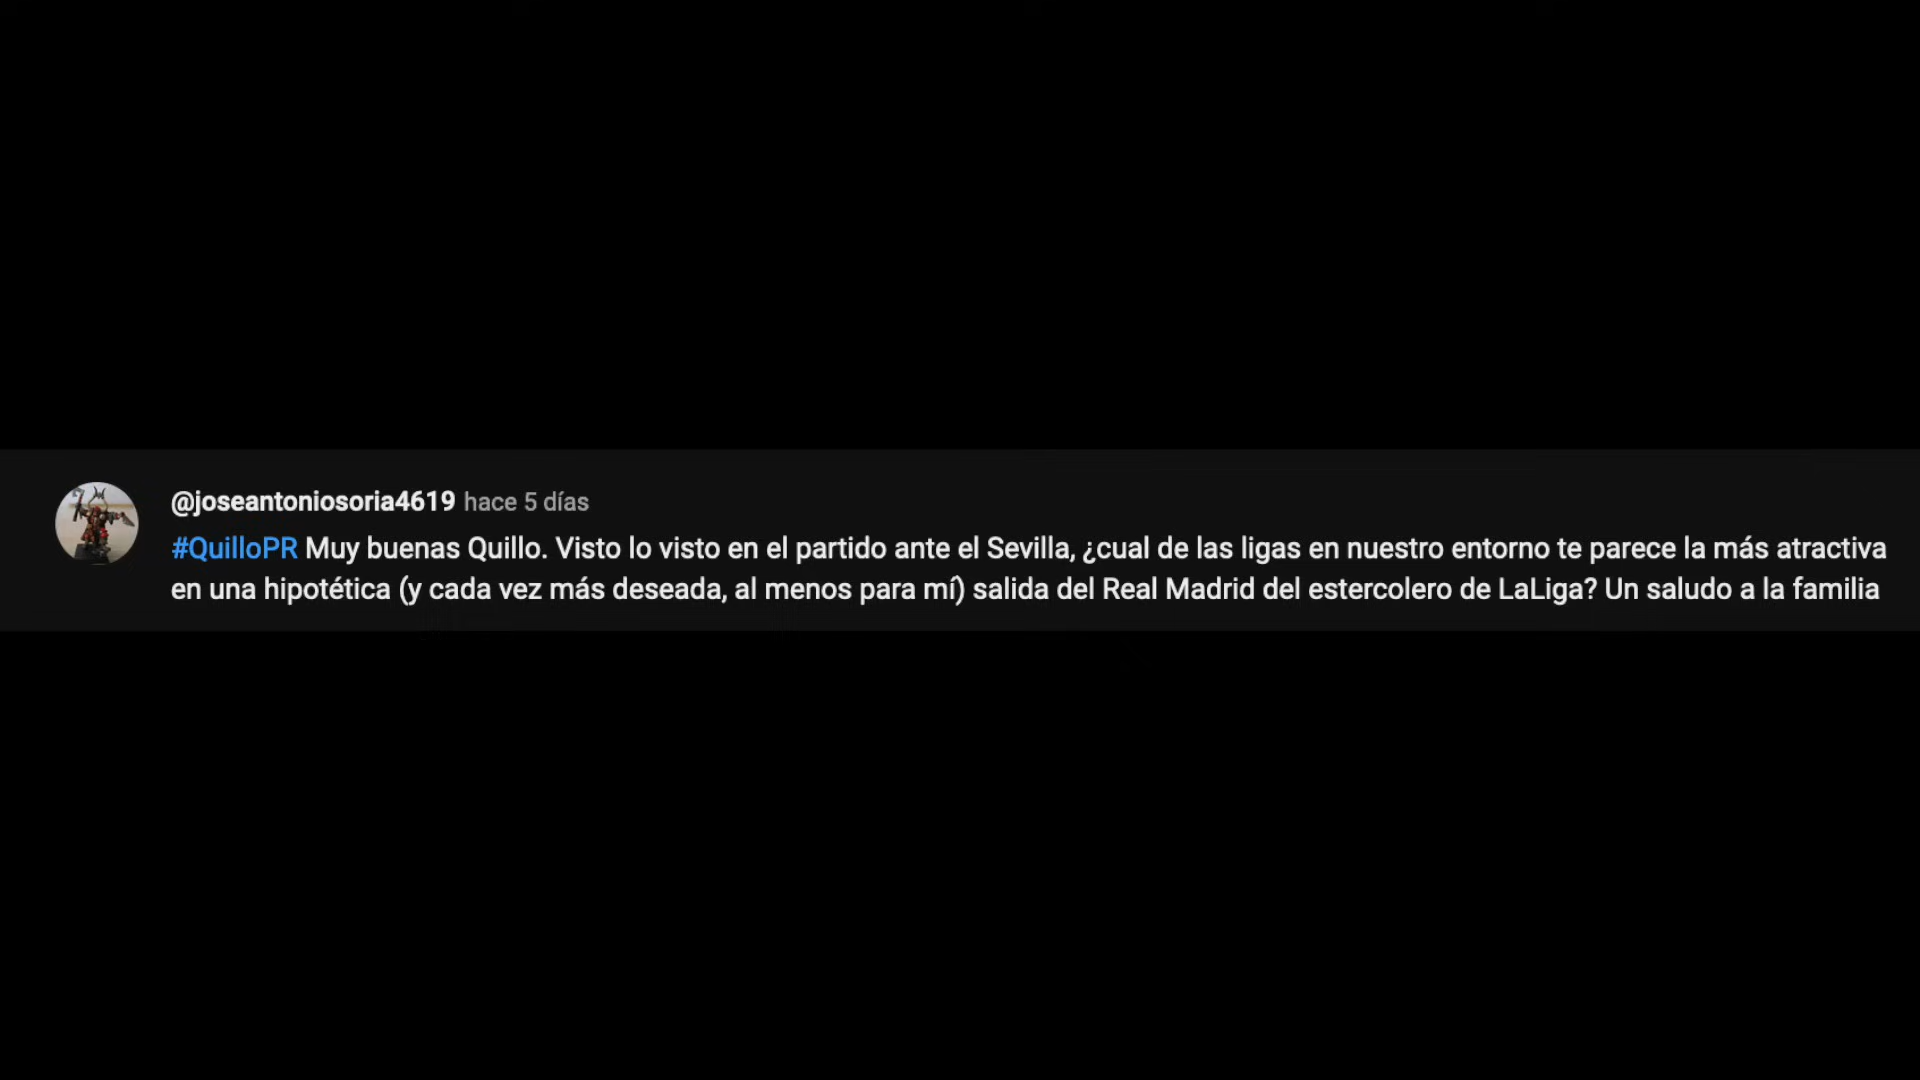 @joseantoniosoria4619 hace 5 días
#QuilloPR Muy buenas Quillo. Visto lo visto en el partido ante el Sevilla, ¿cual de las ligas en nuestro entorno te parece la más atractiva
en una hipotética (y cada vez más deseada, al menos para mí) salida del Real Madrid del estercolero de LaLiga? Un saludo a la familia